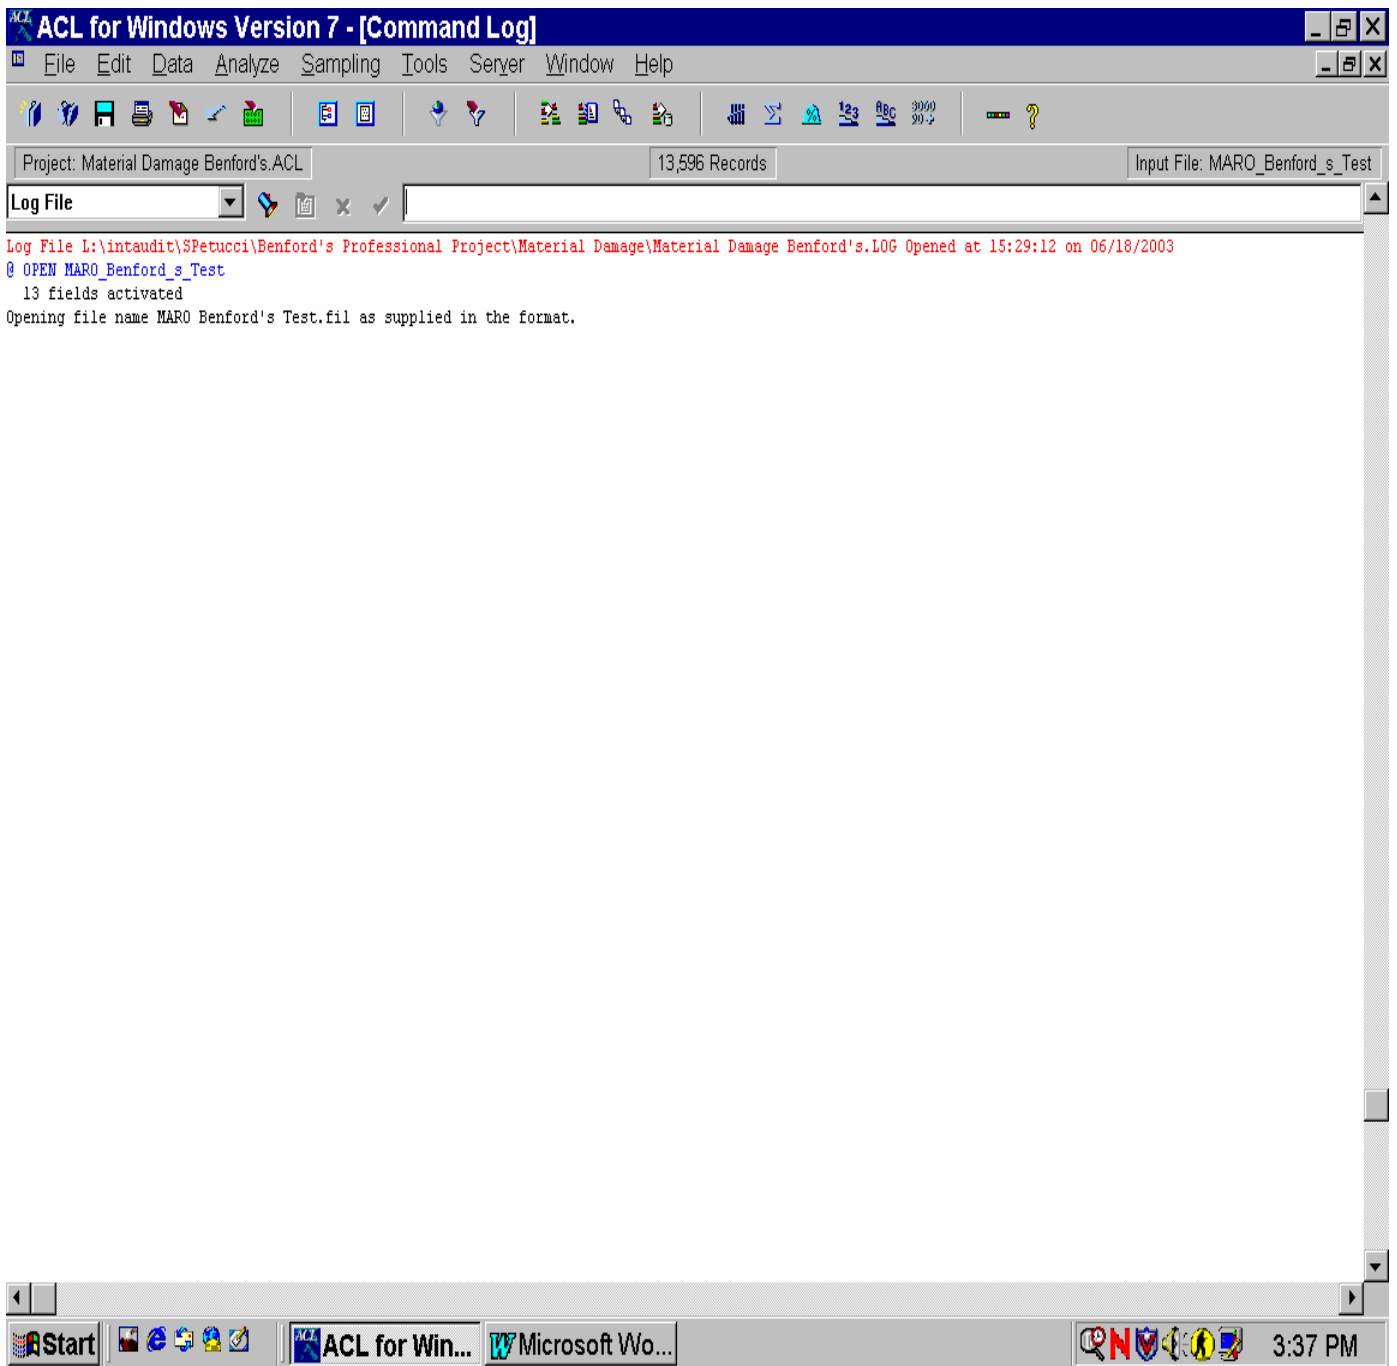 ACL for Windows Version 7 - [Command Log]
File Edit Data Analyze Sampling Tools Server Window Help
Project: Material Damage Benford's.ACL 13,596 Records Input File: MARO_Benford_s_Test
Log File
Log File L:\intaudit\SPetucci\Benford's Professional Project\Material Damage\Material Damage Benford's.LOG Opened at 15:29:12 on 06/18/2003
@ OPEN MARO_Benford_s_Test
13 fields activated
Opening file name MARO Benford's Test.fil as supplied in the format.
Start ACL for Win... Microsoft Wo... 3:37 PM